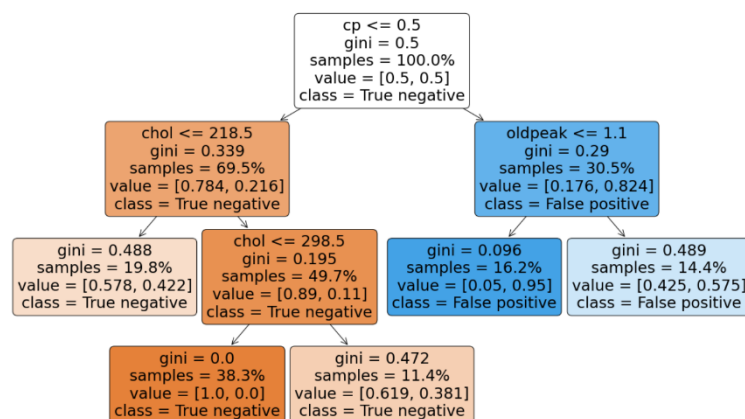 cp <= 0.5
gini = 0.5
samples = 100.0%
value = [0.5, 0.5]
class = True negative
chol <= 218.5
gini = 0.339
samples = 69.5%
value = [0.784, 0.216]
class = True negative
oldpeak <= 1.1
gini = 0.29
samples = 30.5%
value = [0.176, 0.824]
class = False positive
gini = 0.488
samples = 19.8%
value = [0.578, 0.422]
class = True negative
chol <= 298.5
gini = 0.195
samples = 49.7%
value = [0.89, 0.11]
class = True negative
gini = 0.096
samples = 16.2%
value = [0.05, 0.95]
class = False positive
gini = 0.489
samples = 14.4%
value = [0.425, 0.575]
class = False positive
gini = 0.0
samples = 38.3%
value = [1.0, 0.0]
class = True negative
gini = 0.472
samples = 11.4%
value = [0.619, 0.381]
class = True negative